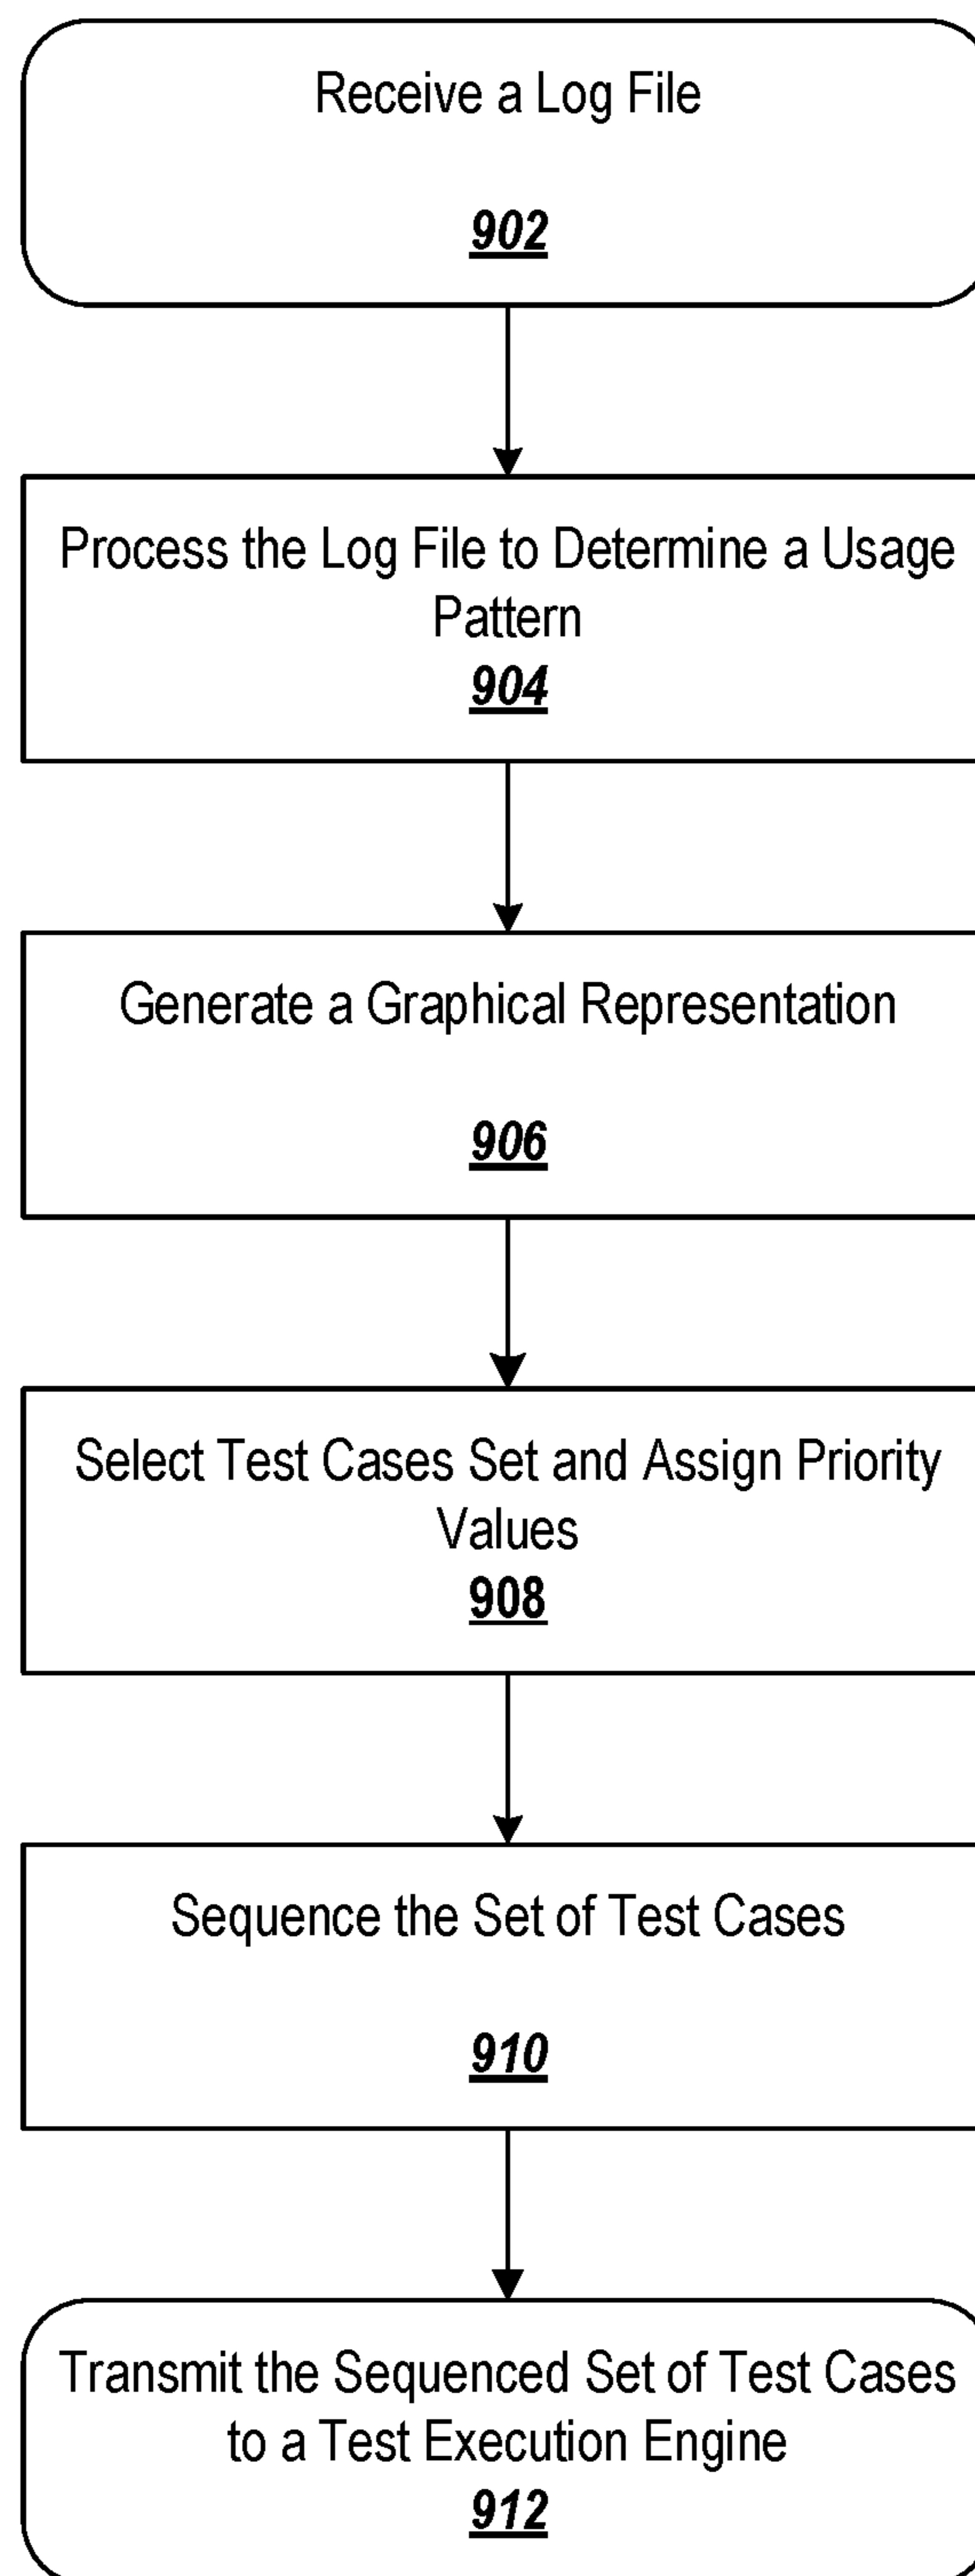 Receive a Log File
902
Process the Log File to Determine a Usage
Pattern
904
Generate a Graphical Representation
906
Select Test Cases Set and Assign Priority
Values
908
Sequence the Set of Test Cases
910
Transmit the Sequenced Set of Test Cases
to a Test Execution Engine
912